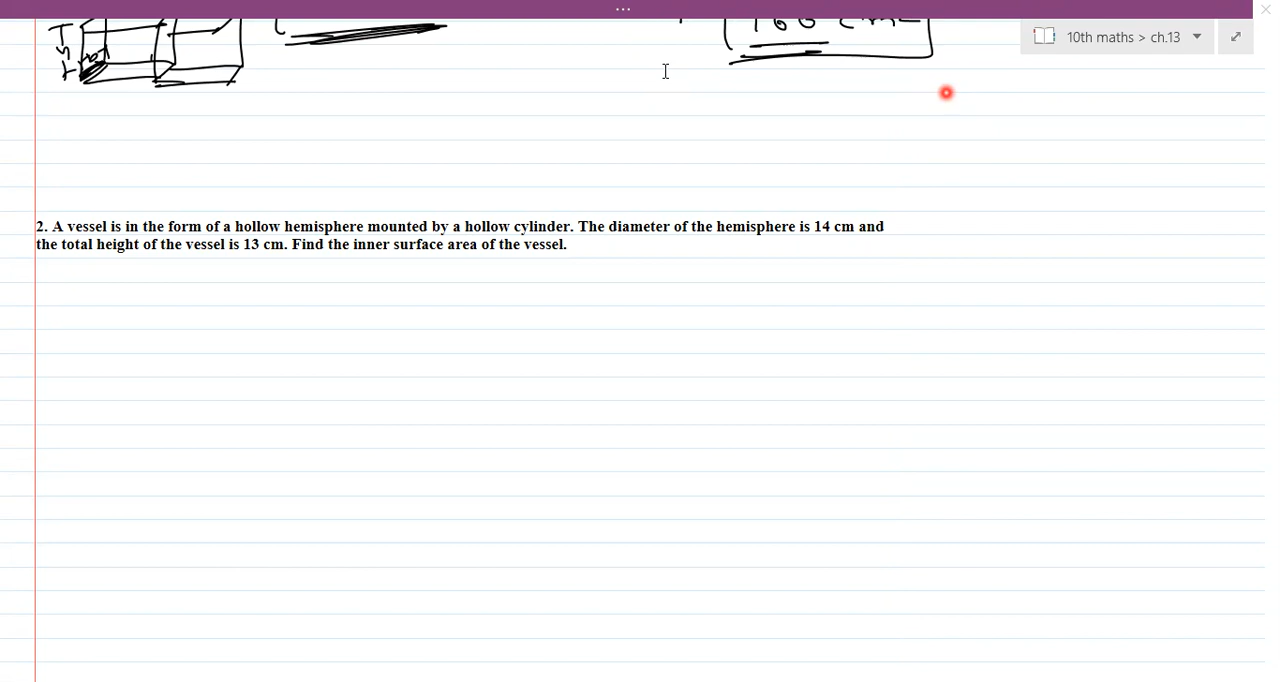 10th maths > ch.13
2. A vessel is in the form of a hollow hemisphere mounted by a hollow cylinder. The diameter of the hemisphere is 14 cm and
the total height of the vessel is 13 cm. Find the inner surface area of the vessel.